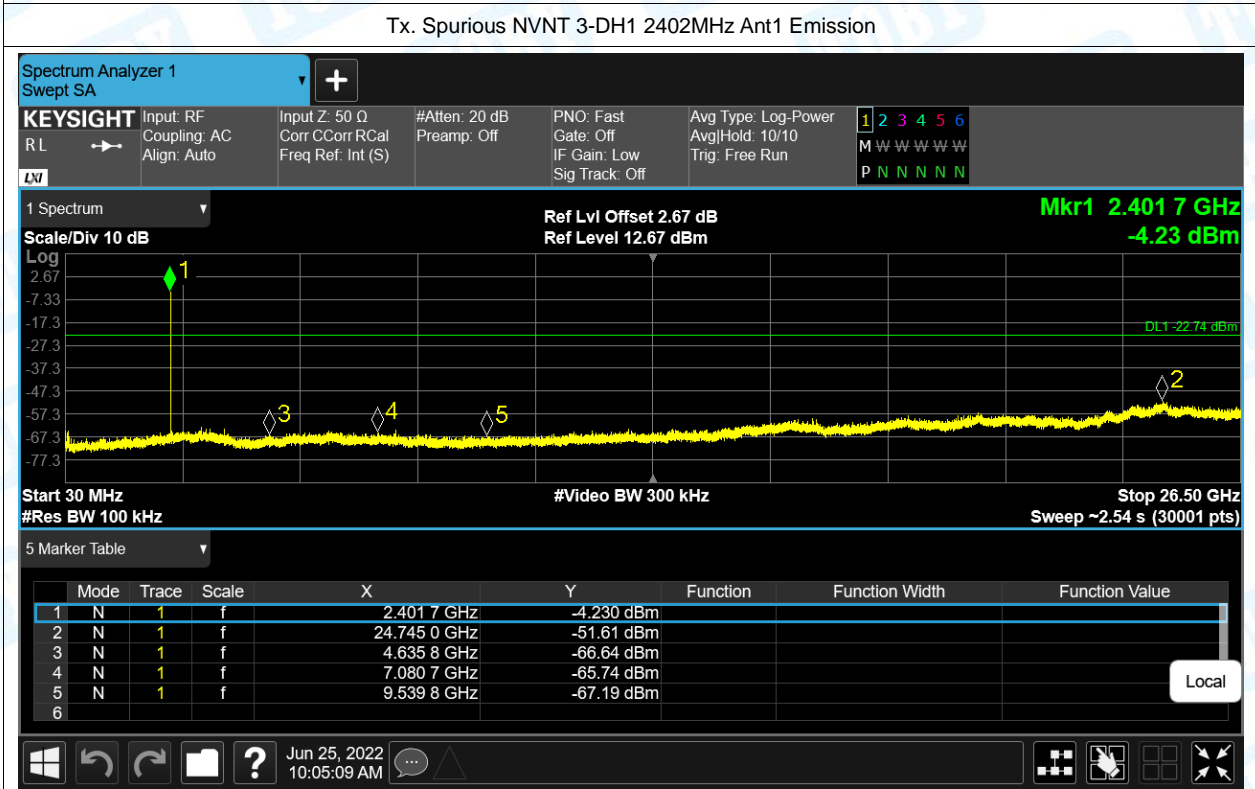 Tx. Spurious NVNT 3-DH1 2402MHz Ant1 Emission
Spectrum Analyzer 1
Swept SA
KEYSIGHT Input: RF Input Z: 50 Ω #Atten: 20 dB PNO: Fast Avg Type: Log-Power 1 2 3 4 5 6
RL Coupling: AC Corr CCorr RCal Preamp: Off Gate: Off Avg|Hold: 10/10 M W W W W W
Align: Auto Freq Ref: Int (S) IF Gain: Low Trig: Free Run
LXI Sig Track: Off P N N N N N
1 Spectrum Ref Lvl Offset 2.67 dB Mkr1 2.401 7 GHz
Scale/Div 10 dB Ref Level 12.67 dBm -4.23 dBm
Log
1
2.67
-7.33
-17.3
DL1 -22.74 dBm
-27.3
-37.3
2
-47.3
3 4 5
-57.3
-67.3
-77.3
Start 30 MHz #Video BW 300 kHz Stop 26.50 GHz
#Res BW 100 kHz Sweep ~2.54 s (30001 pts)
5 Marker Table
Mode Trace Scale X Y Function Function Width Function Value
1 N 1 f 2.401 7 GHz -4.230 dBm
2 N 1 f 24.745 0 GHz -51.61 dBm
3 N 1 f 4.635 8 GHz -66.64 dBm
4 N 1 f 7.080 7 GHz -65.74 dBm
5 N 1 f 9.539 8 GHz -67.19 dBm
6
Local
? Jun 25, 2022
10:05:09 AM